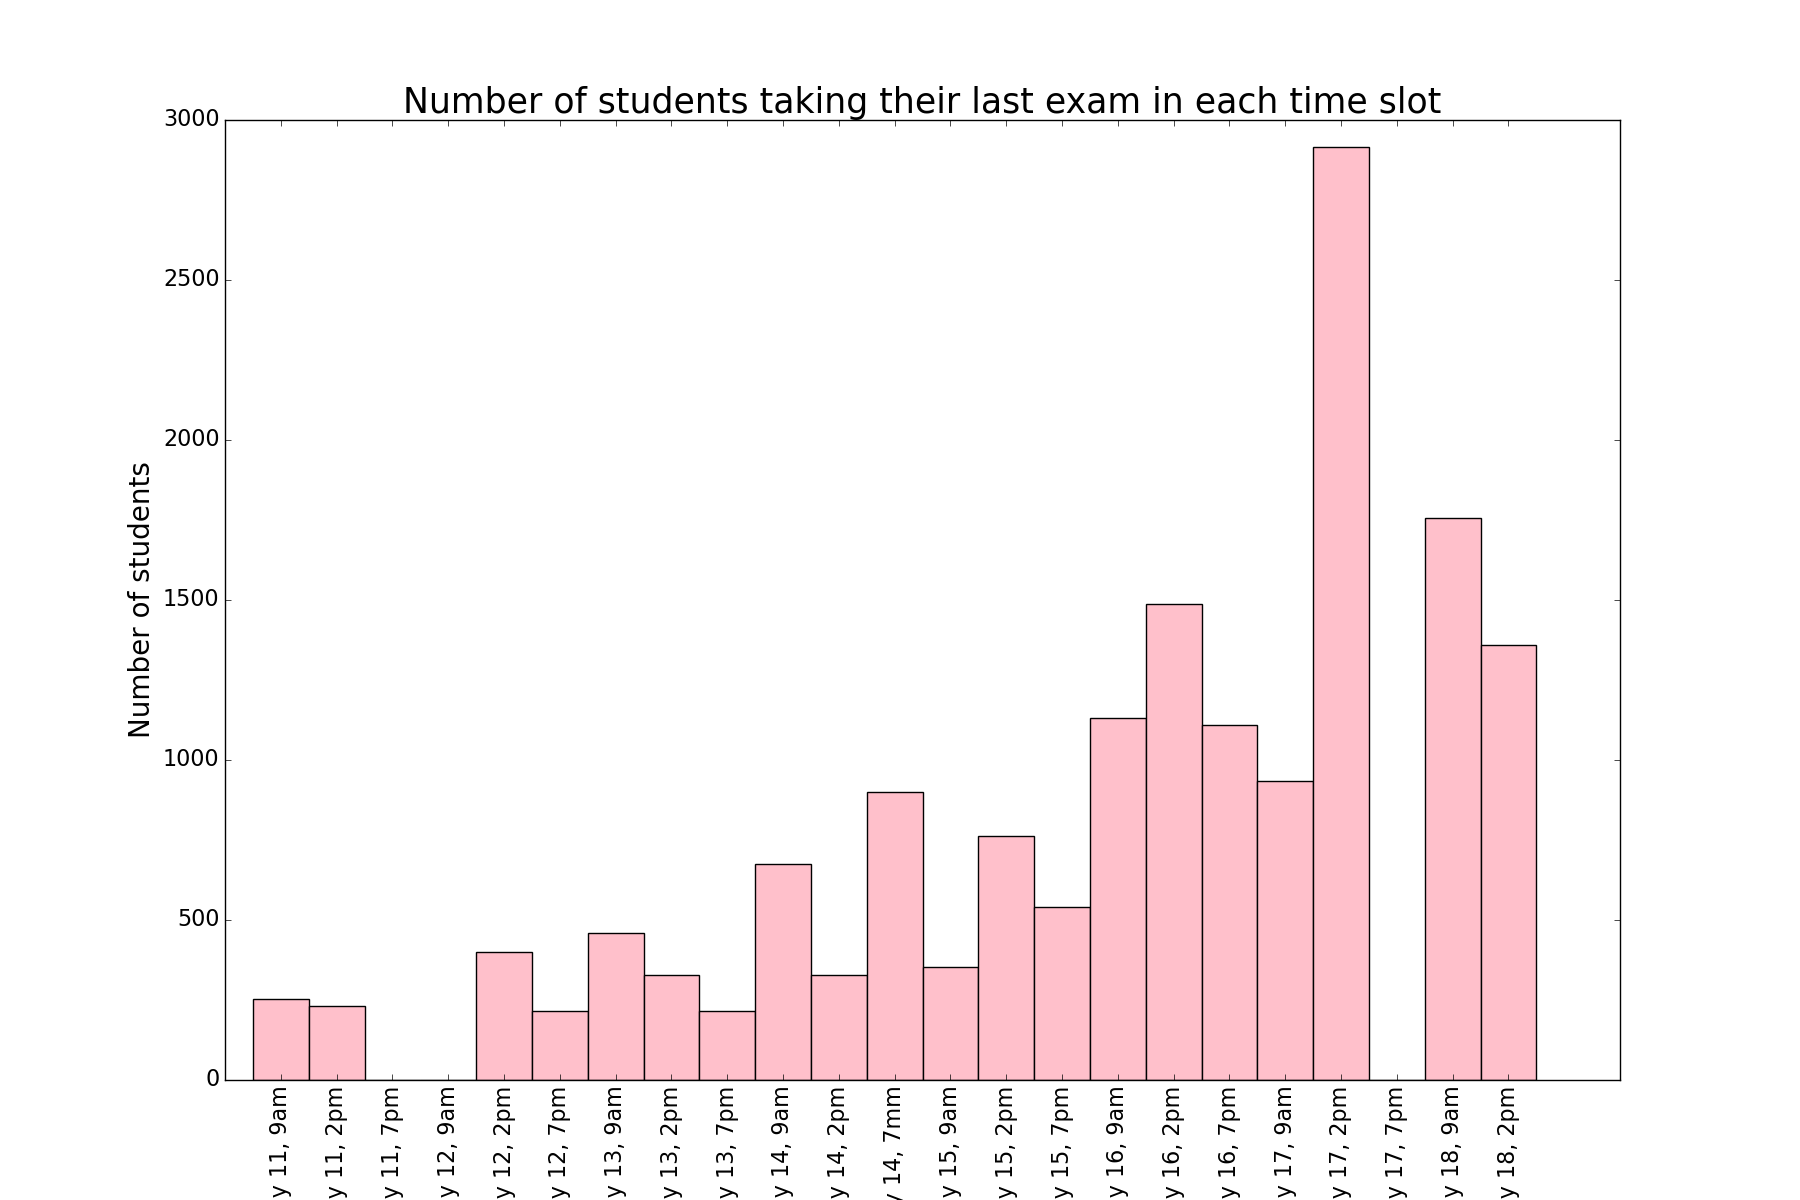 Number of students taking their last exam in each time slot
Number of students
3000
2500
2000
1500
1000
500
0
y 11, 9am
y 11, 2pm
y 11, 7pm
y 12, 9am
y 12, 2pm
y 12, 7pm
y 13, 9am
y 13, 2pm
y 13, 7pm
y 14, 9am
y 14, 2pm
y 14, 7mm
y 15, 9am
y 15, 2pm
y 15, 7pm
y 16, 9am
y 16, 2pm
y 16, 7pm
y 17, 9am
y 17, 2pm
y 17, 7pm
y 18, 9am
y 18, 2pm